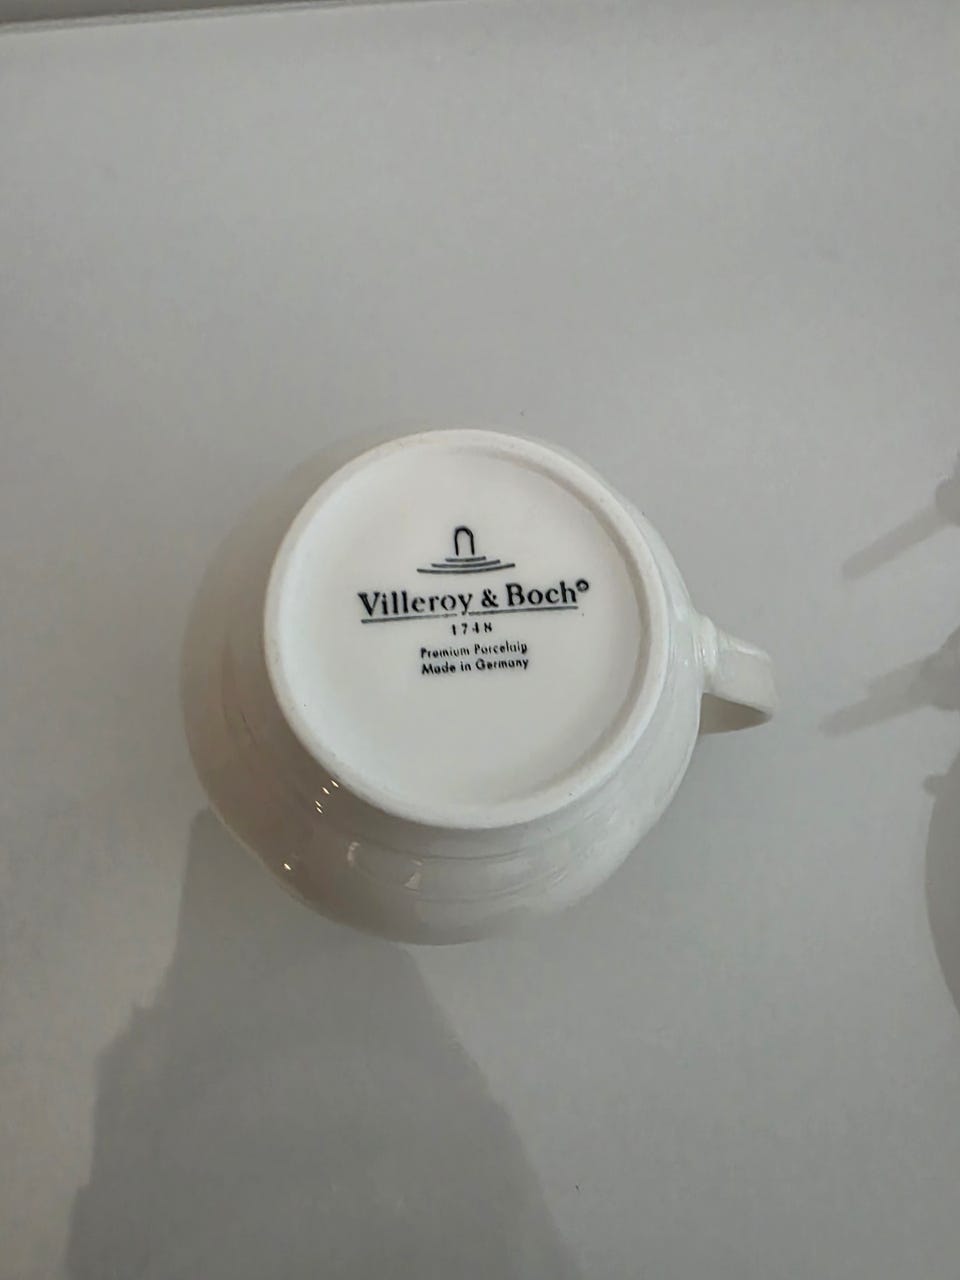 Villeroy & Boch®
1748
Premium Porcelain
Made in Germany